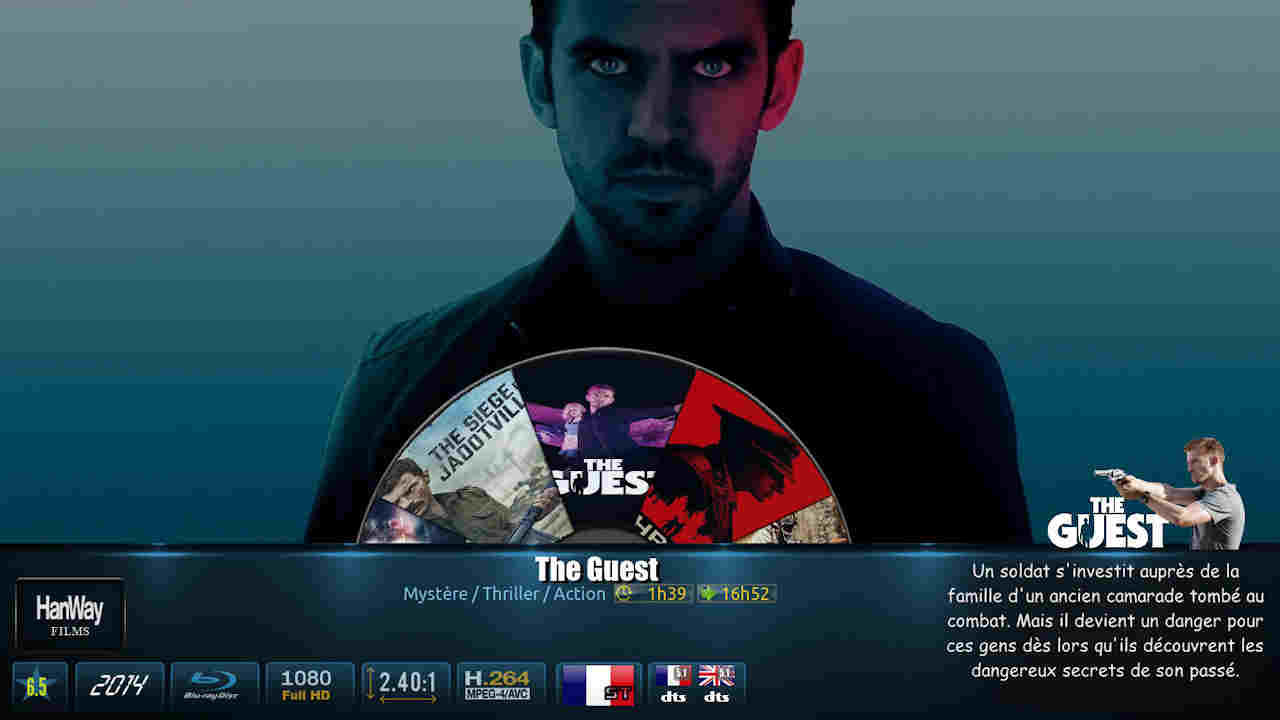 THE SIEGE
JADOTVILL
THE
GUEST
THE
GUEST
The Guest
Mystère / Thriller / Action 1h39 16h52
Un soldat s'investit auprès de la
famille d'un ancien camarade tombé au
combat. Mais il devient un danger pour
ces gens dès lors qu'ils découvrent les
dangereux secrets de son passé.
HanWay
FILMS
6.5 2014 Blu-ray Disc 1080 Full HD 2.40:1 H.264 MPEG-4/AVC ST dts dts